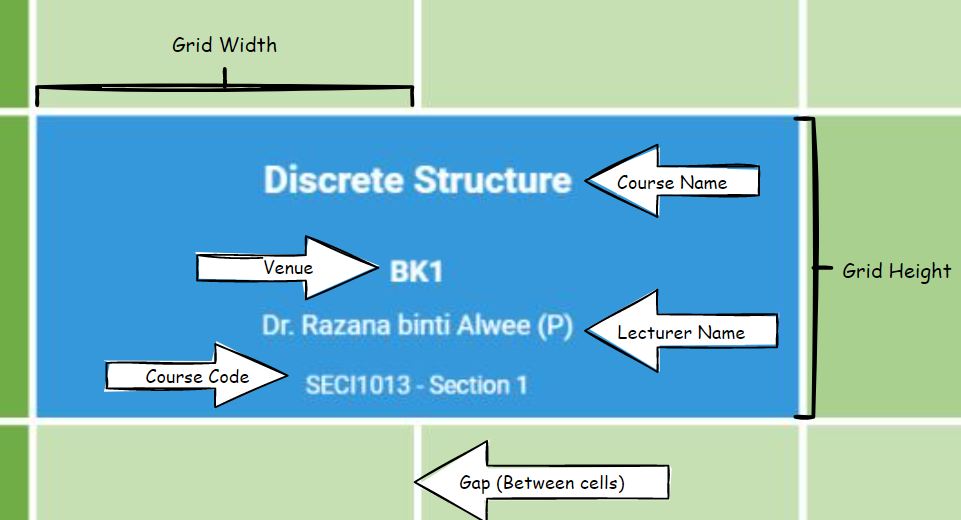 Grid Width
Discrete Structure
Course Name
Venue
BK1
Grid Height
Dr. Razana binti Alwee (P)
Lecturer Name
Course Code
SECI1013 - Section 1
Gap (Between cells)